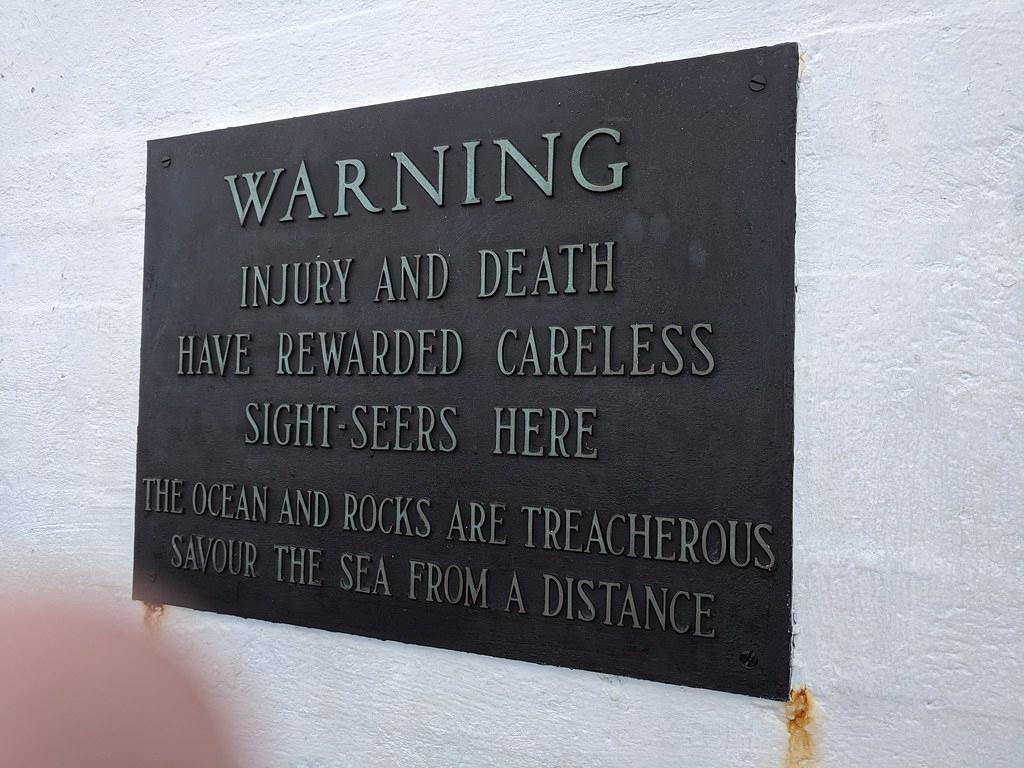 WARNING
INJURY AND DEATH
HAVE REWARDED CARELESS
SIGHT-SEERS HERE
THE OCEAN AND ROCKS ARE TREACHEROUS
SAVOUR THE SEA FROM A DISTANCE